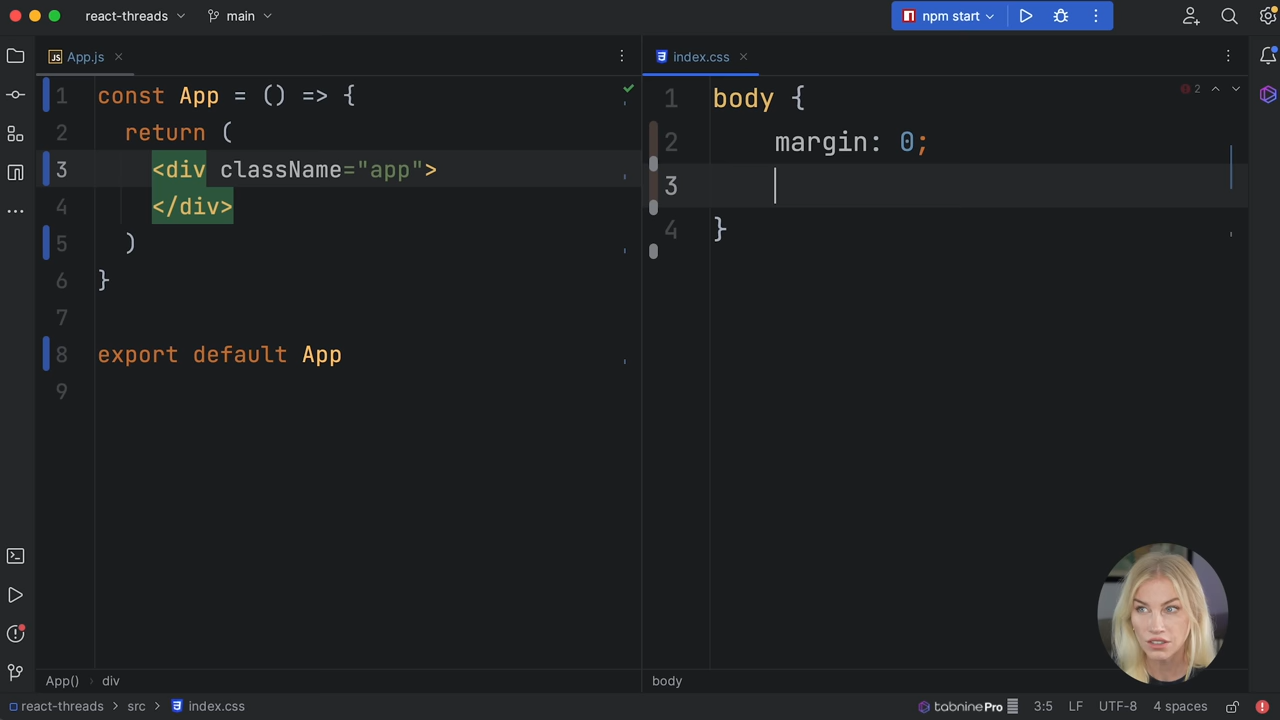 react-threads
main
npm start
App.js
index.css
1 const App = () => {
2 return (
3 <div className="app">
4 </div>
5 )
6 }
7
8 export default App
9
1 body {
2 margin: 0;
3
4 }
2
App() › div
body
react-threads › src › index.css
tabninePro
3:5
LF
UTF-8
4 spaces